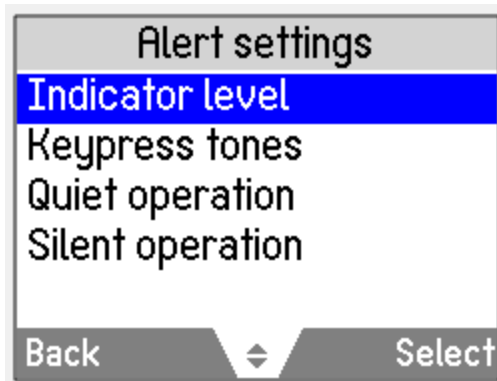 Alert settings
Indicator level
Keypress tones
Quiet operation
Silent operation
Back Select